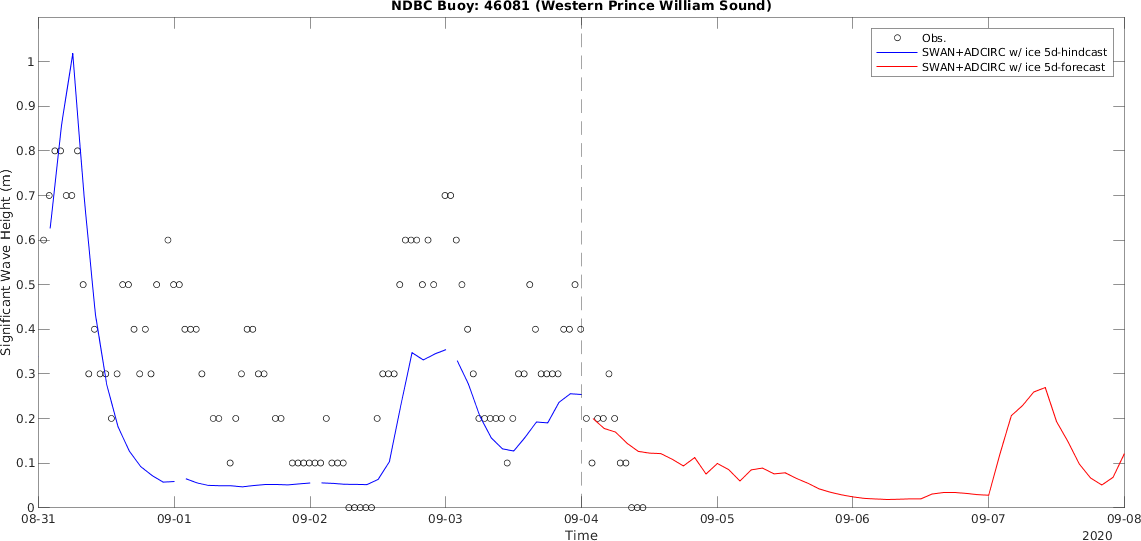 NDBC Buoy: 46081 (Western Prince William Sound)
Obs.
SWAN+ADCIRC w/ ice 5d-hindcast
SWAN+ADCIRC w/ ice 5d-forecast
Significant Wave Height (m)
1
0.9
0.8
0.7
0.6
0.5
0.4
0.3
0.2
0.1
0
08-31 09-01 09-02 09-03 09-04 09-05 09-06 09-07 09-08
Time
2020